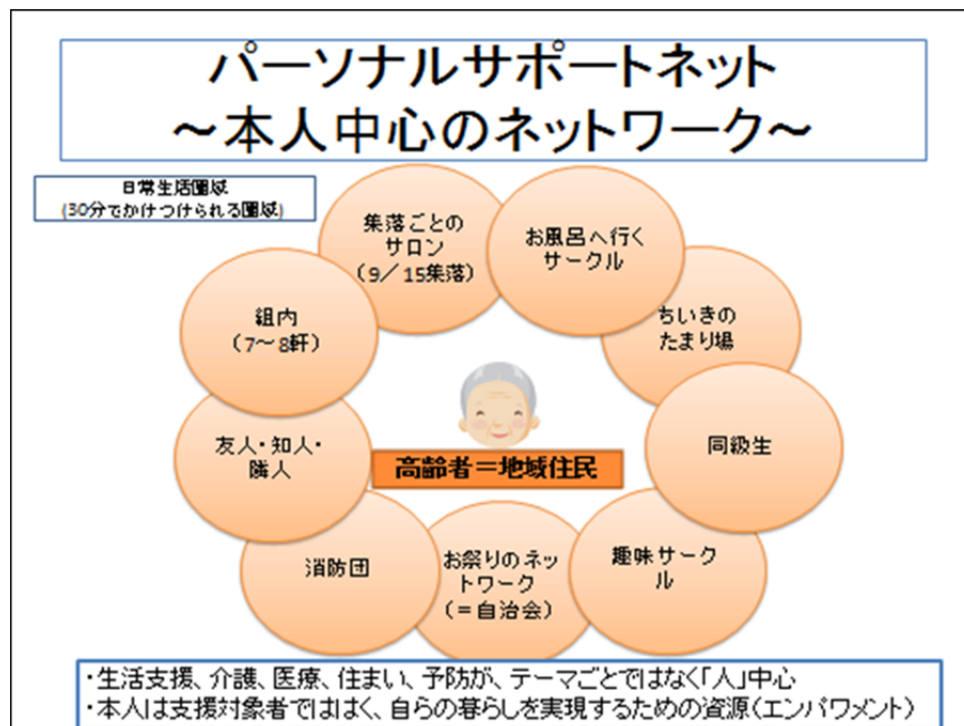 パーソナルサポートネット
～本人中心のネットワーク～
日常生活圏域
(30分でかけつけられる圏域)
集落ごとの
サロン
(9／15集落)
お風呂へ行く
サークル
ちいきの
たまり場
同級生
趣味サーク
ル
お祭りのネッ
トワーク
(＝自治会)
消防団
友人・知人・
隣人
組内
(7～8軒)
高齢者＝地域住民
・生活支援、介護、医療、住まい、予防が、テーマごとではなく「人」中心
・本人は支援対象者でははく、自らの暮らしを実現するための資源(エンパワメント)